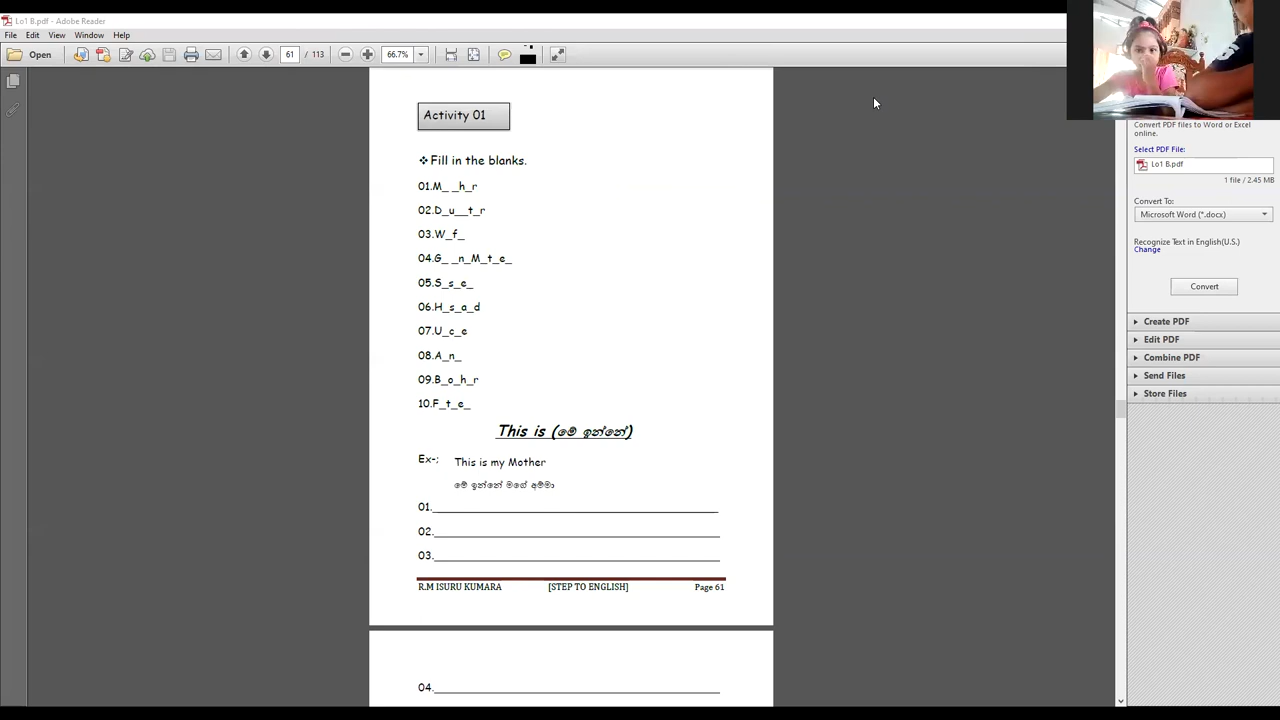 Lo1 B.pdf - Adobe Reader
File Edit View Window Help
Open 61 / 113 66.7%
Activity 01
❖Fill in the blanks.
01.M_ _h_r
02.D_u__t_r
03.W_f_
04.G_ _n_M_t_e_
05.S_s_e_
06.H_s_a_d
07.U_c_e
08.A_n_
09.B_o_h_r
10.F_t_e_
This is (මේ ඉන්නේ)
Ex-; This is my Mother
මේ ඉන්නේ මගේ අම්මා
01.
02.
03.
R.M ISURU KUMARA [STEP TO ENGLISH] Page 61
04.
Convert PDF files to Word or Excel
online.
Select PDF File:
Lo1 B.pdf
1 file / 2.45 MB
Convert To:
Microsoft Word (*.docx)
Recognize Text in English(U.S.)
Change
Convert
Create PDF
Edit PDF
Combine PDF
Send Files
Store Files